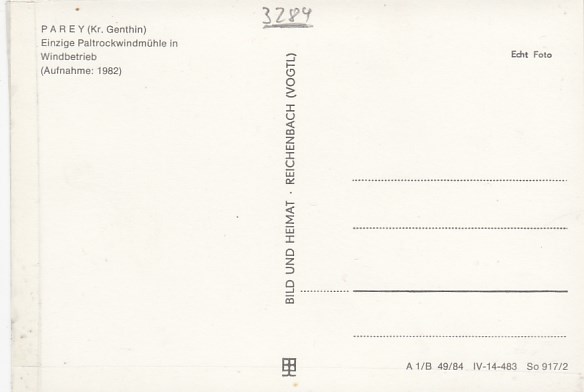 3284
P A R E Y (Kr. Genthin)
Einzige Paltrockwindmühle in
Windbetrieb
(Aufnahme: 1982)
Echt Foto
BILD UND HEIMAT · REICHENBACH (VOGTL)
A 1/B 49/84 IV-14-483 So 917/2